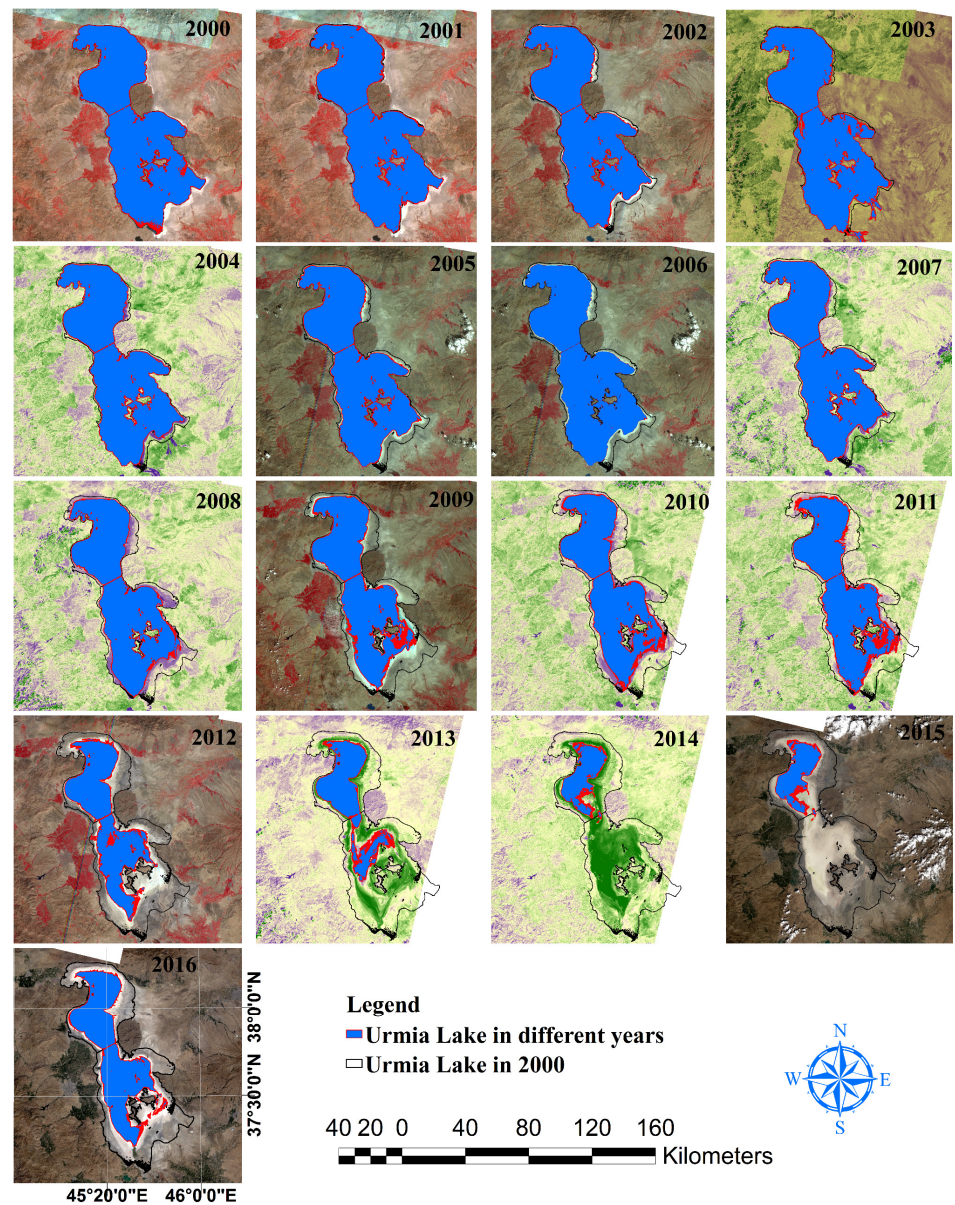 2000
2001
2002
2003
2004
2005
2006
2007
2008
2009
2010
2011
2012
2013
2014
2015
2016
38°0'0"N
37°30'0"N
45°20'0"E
46°0'0"E
Legend
Urmia Lake in different years
Urmia Lake in 2000
40 20 0 40 80 120 160
Kilometers
N
W E
S